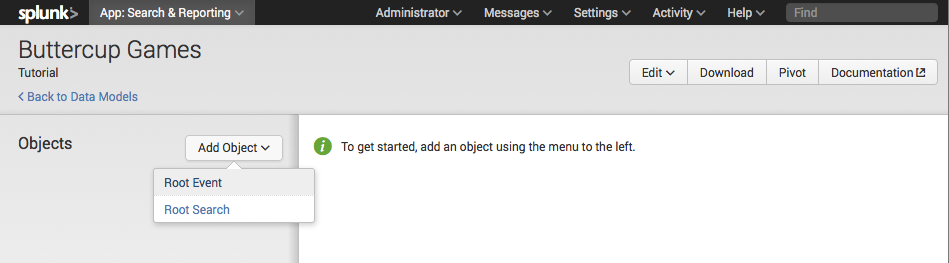 splunk> App: Search & Reporting Administrator Messages Settings Activity Help Find
Buttercup Games
Tutorial
Edit Download Pivot Documentation
< Back to Data Models
Objects Add Object
To get started, add an object using the menu to the left.
Root Event
Root Search